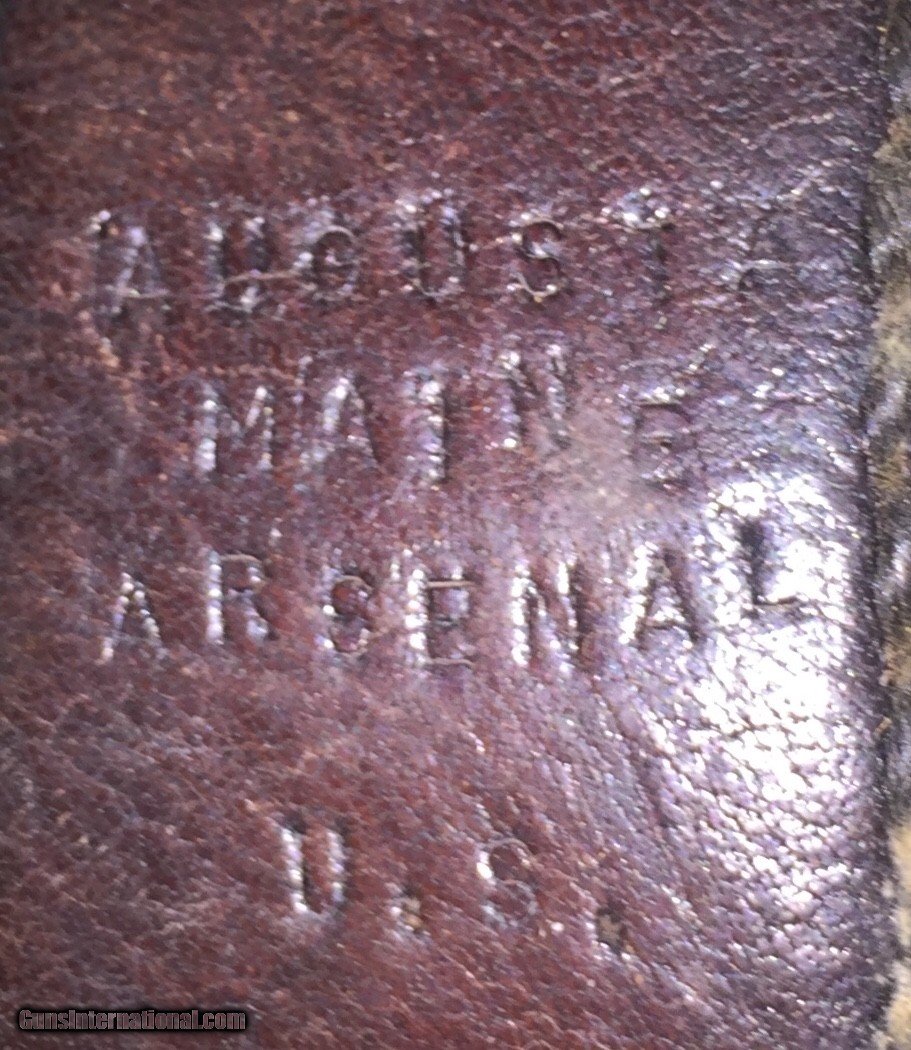 AUGUSTA
MAINE
ARSENAL
U.S.
GunsInternational.com